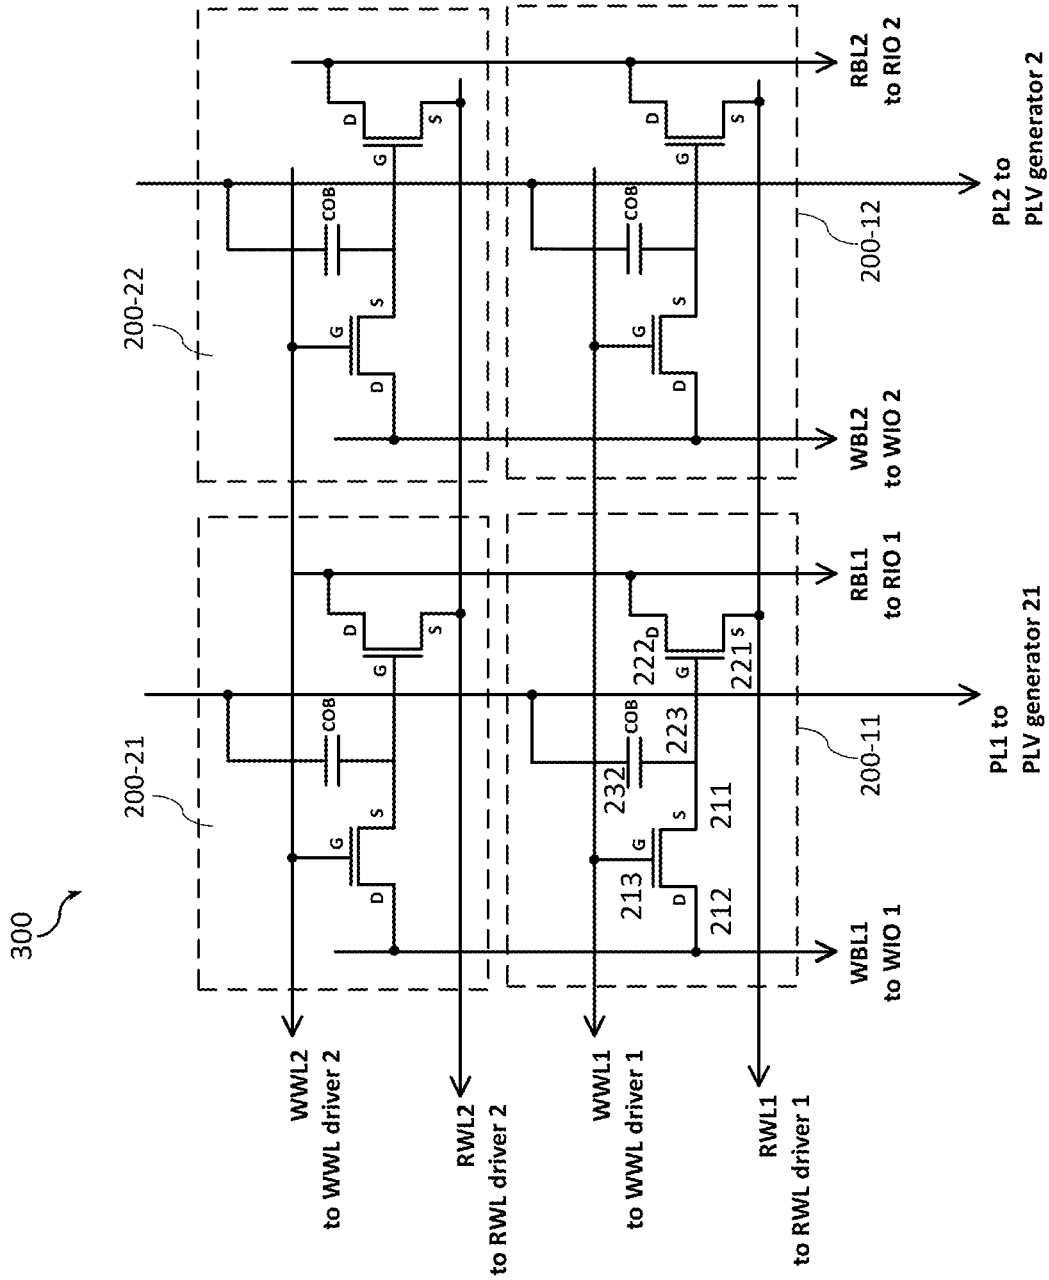 300
200-21
200-22
COB
G
D
S
D
G
S
COB
G
D
S
D
G
S
WWL2
to WWL driver 2
RWL2
to RWL driver 2
232
COB
213
G
D
212
S
211
223
222
D
G
S
221
COB
G
D
S
D
G
S
WWL1
to WWL driver 1
RWL1
to RWL driver 1
200-11
200-12
WBL1
to WIO 1
RBL1
to RIO 1
WBL2
to WIO 2
RBL2
to RIO 2
PL1 to
PLV generator 21
PL2 to
PLV generator 2